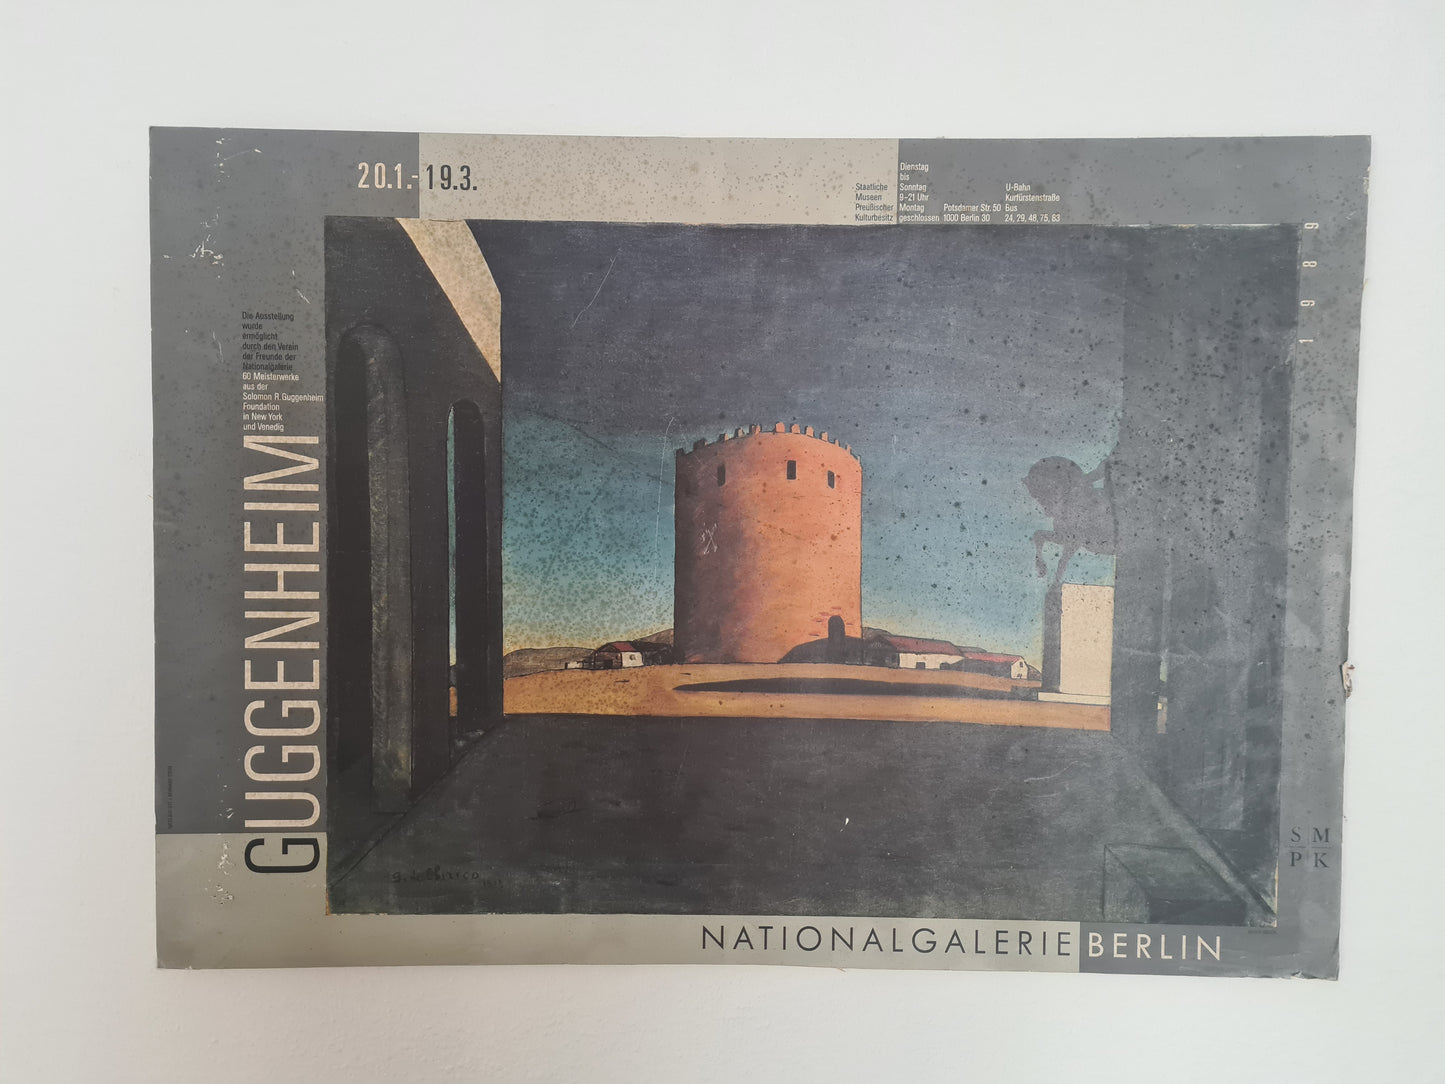 20.1.-19.3.
Staatliche
Museen
Preußischer
Kulturbesitz
Dienstag
bis
Sonntag
9-21 Uhr
Montag
geschlossen
Potsdamer Str. 50
1000 Berlin 30
U-Bahn
Kurfürstenstraße
Bus
24, 29, 48, 75, 83
1989
Die Ausstellung
wurde
ermöglicht
durch den Verein
der Freunde der
Nationalgalerie
60 Meisterwerke
aus der
Solomon R. Guggenheim
Foundation
in New York
und Venedig
GUGGENHEIM
S M
P K
g. de Chirico
NATIONALGALERIE BERLIN